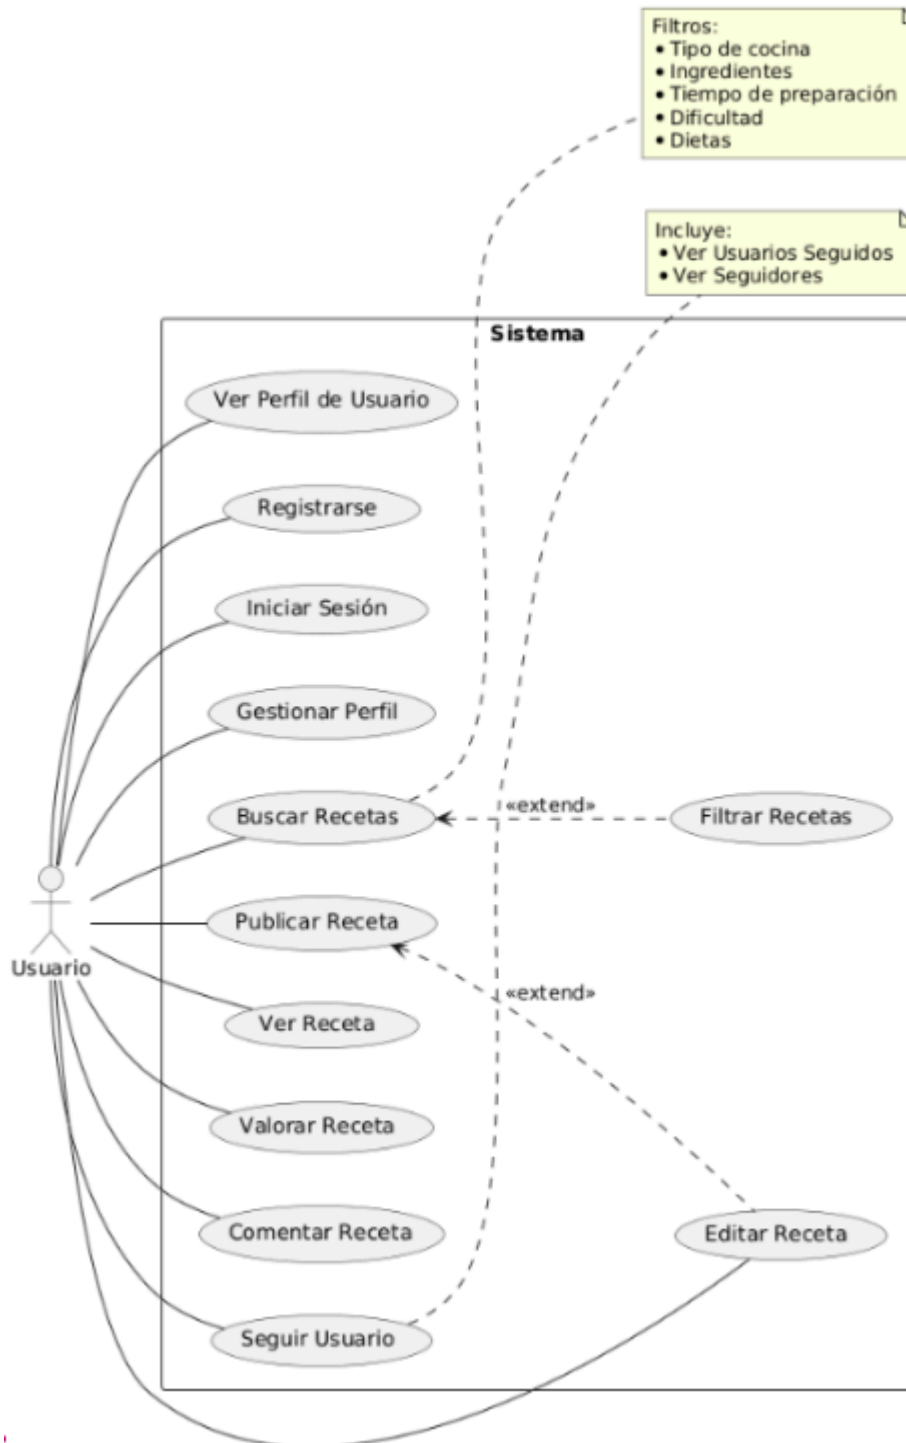 Filtros:
• Tipo de cocina
• Ingredientes
• Tiempo de preparación
• Dificultad
• Dietas
Incluye:
• Ver Usuarios Seguidos
• Ver Seguidores
Sistema
Ver Perfil de Usuario
Registrarse
Iniciar Sesión
Gestionar Perfil
Buscar Recetas
«extend»
Filtrar Recetas
Publicar Receta
Usuario
«extend»
Ver Receta
Valorar Receta
Comentar Receta
Editar Receta
Seguir Usuario